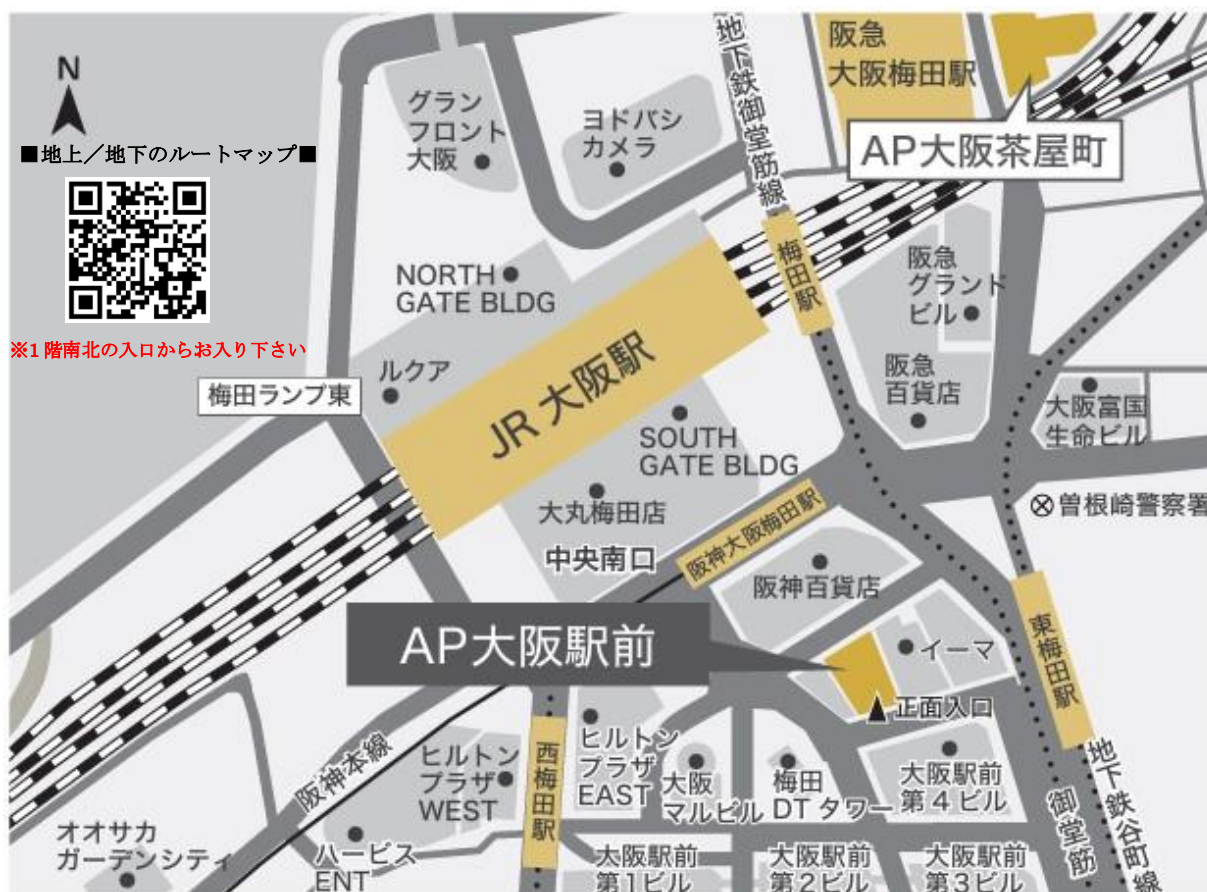 N
■地上／地下のルートマップ■
※1階南北の入口からお入り下さい
グラン
フロント
大阪
ヨドバシ
カメラ
地下鉄御堂筋線
阪急
大阪梅田駅
AP大阪茶屋町
NORTH
GATE BLDG
梅田駅
阪急
グランド
ビル
ルクア
梅田ランプ東
JR 大阪駅
阪急
百貨店
大阪富国
生命ビル
SOUTH
GATE BLDG
大丸梅田店
中央南口
阪神大阪梅田駅
曽根崎警察署
阪神百貨店
AP大阪駅前
イーマ
東梅田駅
正面入口
阪神本線
ヒルトン
プラザ
WEST
西梅田駅
ヒルトン
プラザ
EAST
大阪
マルビル
梅田
DTタワー
大阪駅前
第4ビル
御堂筋
地下鉄谷町線
オオサカ
ガーデンシティ
ハービス
ENT
大阪駅前
第1ビル
大阪駅前
第2ビル
大阪駅前
第3ビル